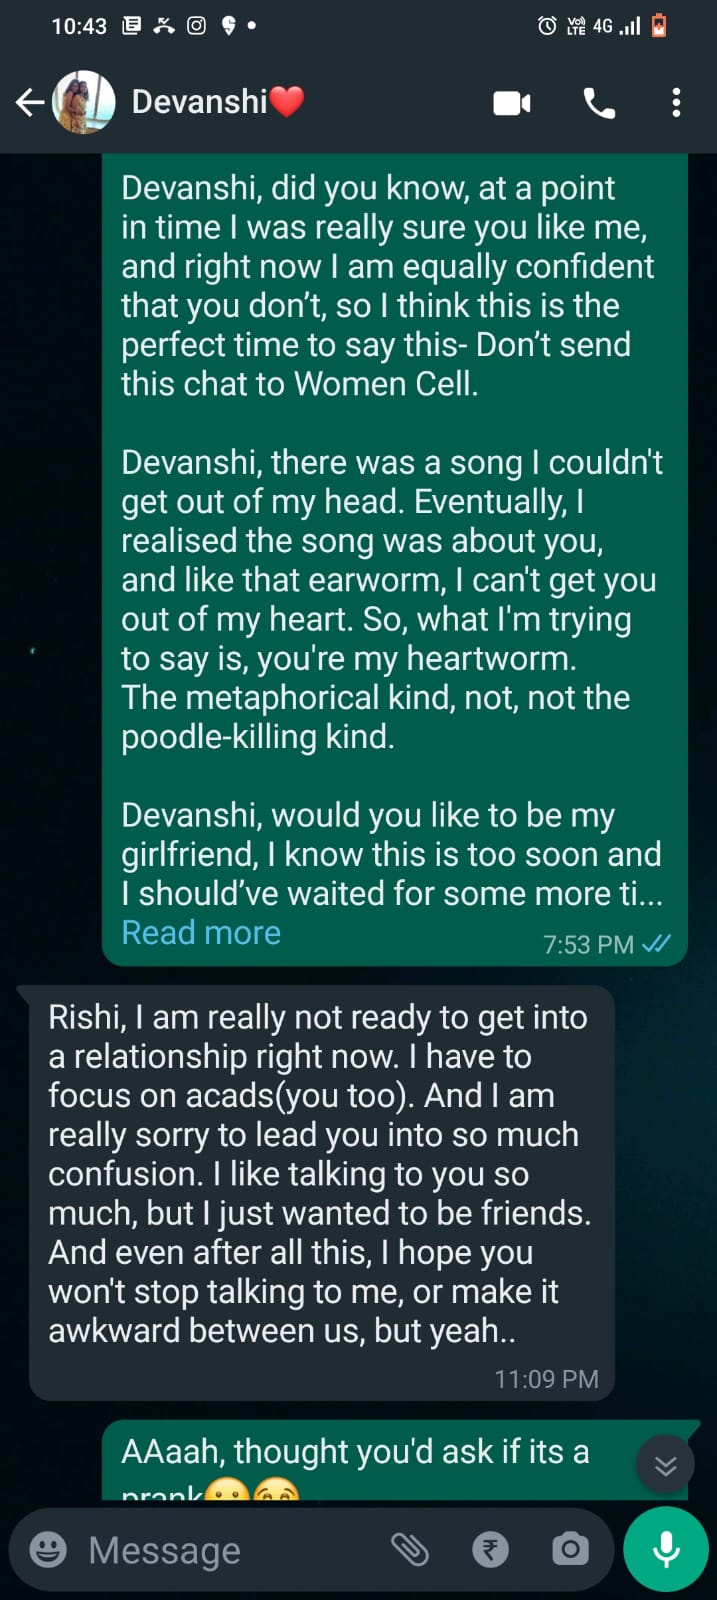 10:43
VoLTE 4G
Devanshi❤️
Devanshi, did you know, at a point
in time I was really sure you like me,
and right now I am equally confident
that you don't, so I think this is the
perfect time to say this- Don't send
this chat to Women Cell.
Devanshi, there was a song I couldn't
get out of my head. Eventually, I
realised the song was about you,
and like that earworm, I can't get you
out of my heart. So, what I'm trying
to say is, you're my heartworm.
The metaphorical kind, not, not the
poodle-killing kind.
Devanshi, would you like to be my
girlfriend, I know this is too soon and
I should've waited for some more ti...
Read more
7:53 PM
Rishi, I am really not ready to get into
a relationship right now. I have to
focus on acads(you too). And I am
really sorry to lead you into so much
confusion. I like talking to you so
much, but I just wanted to be friends.
And even after all this, I hope you
won't stop talking to me, or make it
awkward between us, but yeah..
11:09 PM
AAaah, thought you'd ask if its a
prank
Message